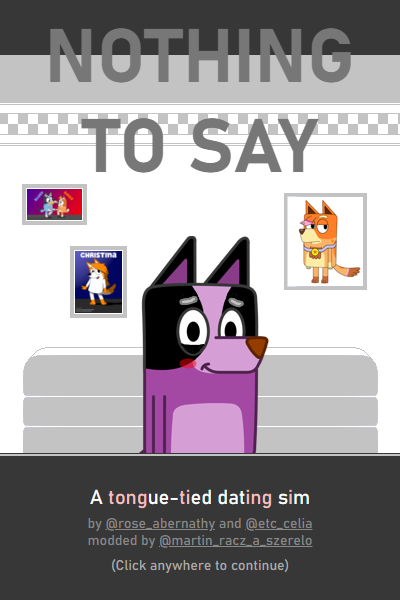 NOTHING
TO SAY
CHRISTINA
A tongue-tied dating sim
by @rose_abernathy and @etc_celia
modded by @martin_racz_a_szerelo
(Click anywhere to continue)